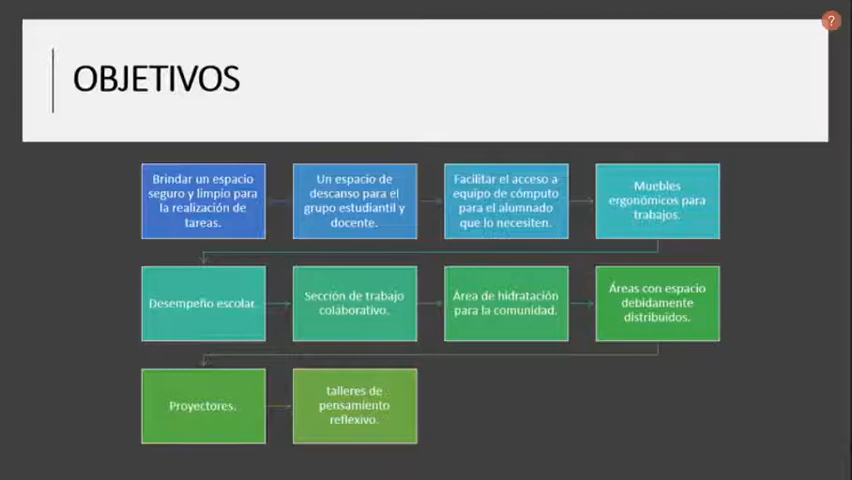 ?
OBJETIVOS
Brindar un espacio
seguro y limpio para
la realización de
tareas.
Un espacio de
descanso para el
grupo estudiantil y
docente.
Facilitar el acceso a
equipo de cómputo
para el alumnado
que lo necesiten.
Muebles
ergonómicos para
trabajos.
Desempeño escolar.
Sección de trabajo
colaborativo.
Área de hidratación
para la comunidad.
Áreas con espacio
debidamente
distribuidos.
Proyectores.
talleres de
pensamiento
reflexivo.